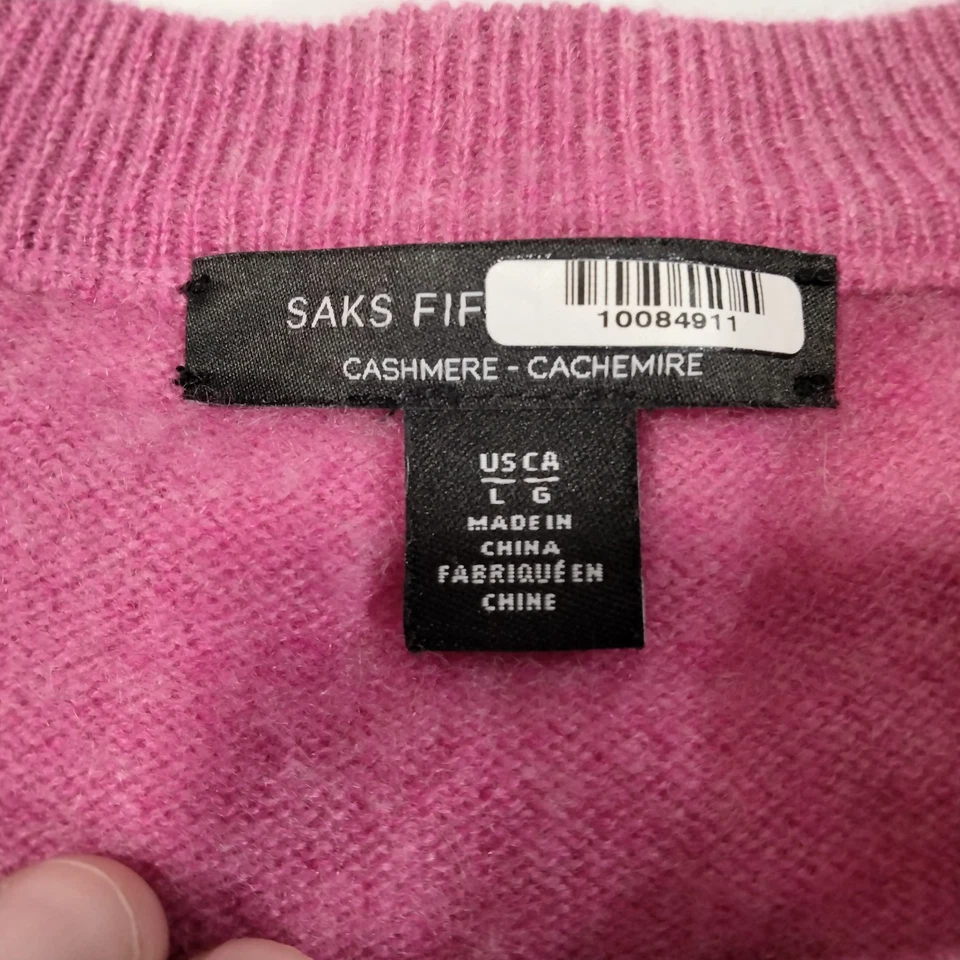 SAKS FIF
10084911
CASHMERE - CACHEMIRE
US CA
L G
MADE IN
CHINA
FABRIQUÉ EN
CHINE